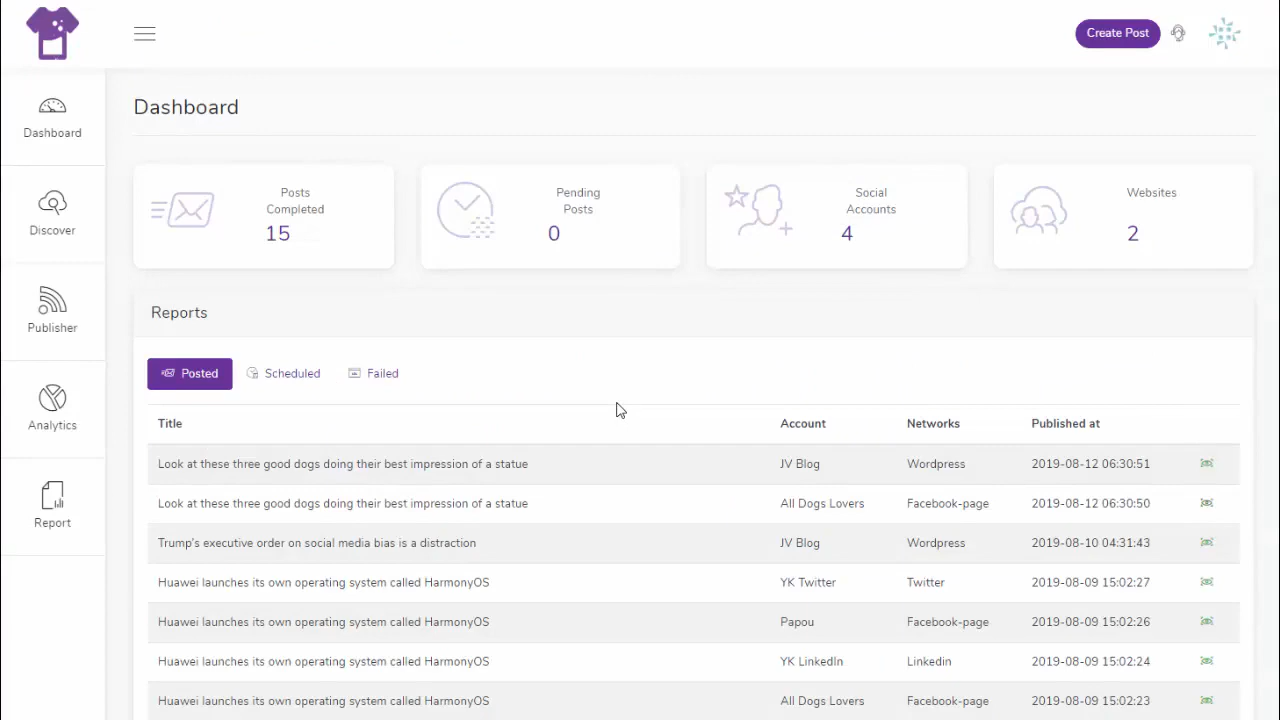 Create Post
Dashboard
Discover
Publisher
Analytics
Report
Dashboard
Posts
Completed
15
Pending
Posts
0
Social
Accounts
4
Websites
2
Reports
Posted Scheduled Failed
Title Account Networks Published at
Look at these three good dogs doing their best impression of a statue JV Blog Wordpress 2019-08-12 06:30:51
Look at these three good dogs doing their best impression of a statue All Dogs Lovers Facebook-page 2019-08-12 06:30:50
Trump's executive order on social media bias is a distraction JV Blog Wordpress 2019-08-10 04:31:43
Huawei launches its own operating system called HarmonyOS YK Twitter Twitter 2019-08-09 15:02:27
Huawei launches its own operating system called HarmonyOS Papou Facebook-page 2019-08-09 15:02:26
Huawei launches its own operating system called HarmonyOS YK LinkedIn Linkedin 2019-08-09 15:02:24
Huawei launches its own operating system called HarmonyOS All Dogs Lovers Facebook-page 2019-08-09 15:02:23